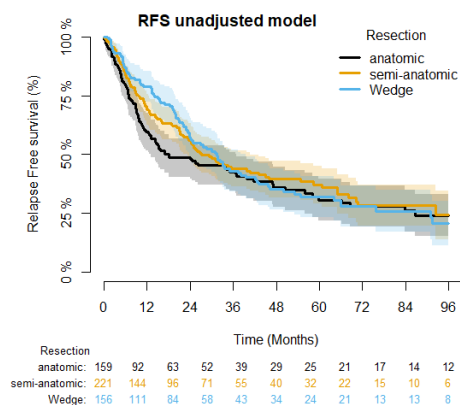 RFS unadjusted model
Resection
anatomic
semi-anatomic
Wedge
Relapse Free survival (%)
100 %
75 %
50 %
25 %
0 %
0 12 24 36 48 60 72 84 96
Time (Months)
Resection
anatomic: 159 92 63 52 39 29 25 21 17 14 12
semi-anatomic: 221 144 96 71 55 40 32 22 15 10 6
Wedge: 156 111 84 58 43 34 24 21 13 13 8